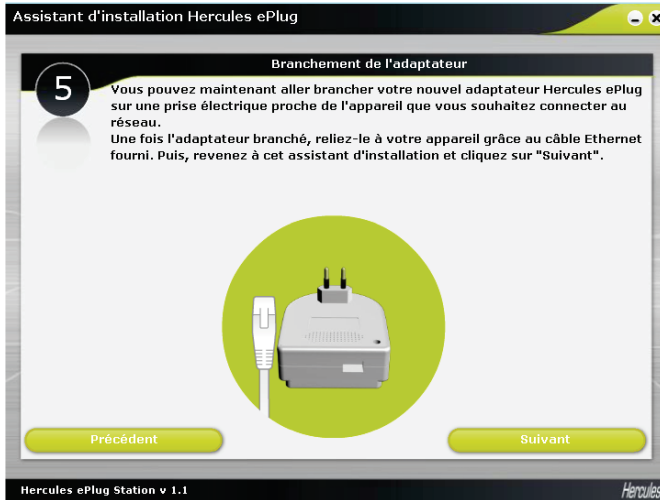 Assistant d'installation Hercules ePlug
Branchement de l'adaptateur
5
Vous pouvez maintenant aller brancher votre nouvel adaptateur Hercules ePlug
sur une prise électrique proche de l'appareil que vous souhaitez connecter au
réseau.
Une fois l'adaptateur branché, reliez-le à votre appareil grâce au câble Ethernet
fourni. Puis, revenez à cet assistant d'installation et cliquez sur "Suivant".
Précédent
Suivant
Hercules ePlug Station v 1.1
Hercules